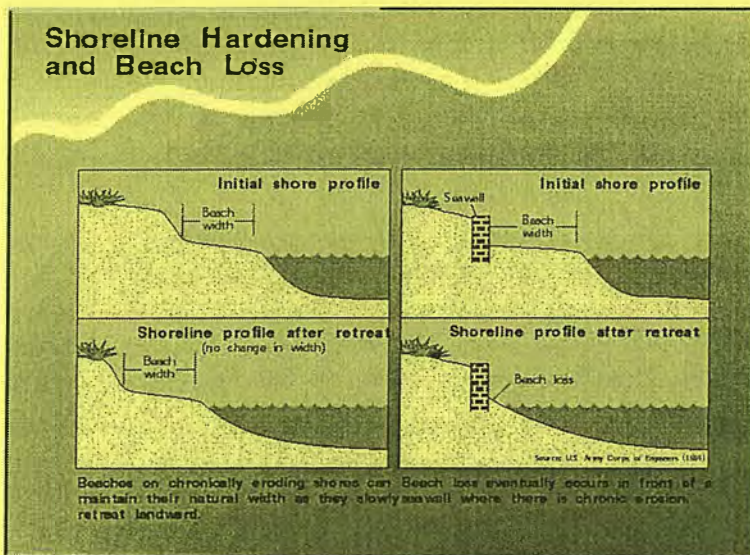 Shoreline Hardening
and Beach Loss
Initial shore profile
Beach
width
Initial shore profile
Seawall
Beach
width
Shoreline profile after retreat
(no change in width)
Beach
width
Shoreline profile after retreat
Beach loss
Source: U.S. Army Corps of Engineers
Beaches on chronically eroding shores can
maintain their natural width as they slowly
retreat landward.
Beach loss eventually occurs in front of a
seawall where there is chronic erosion.